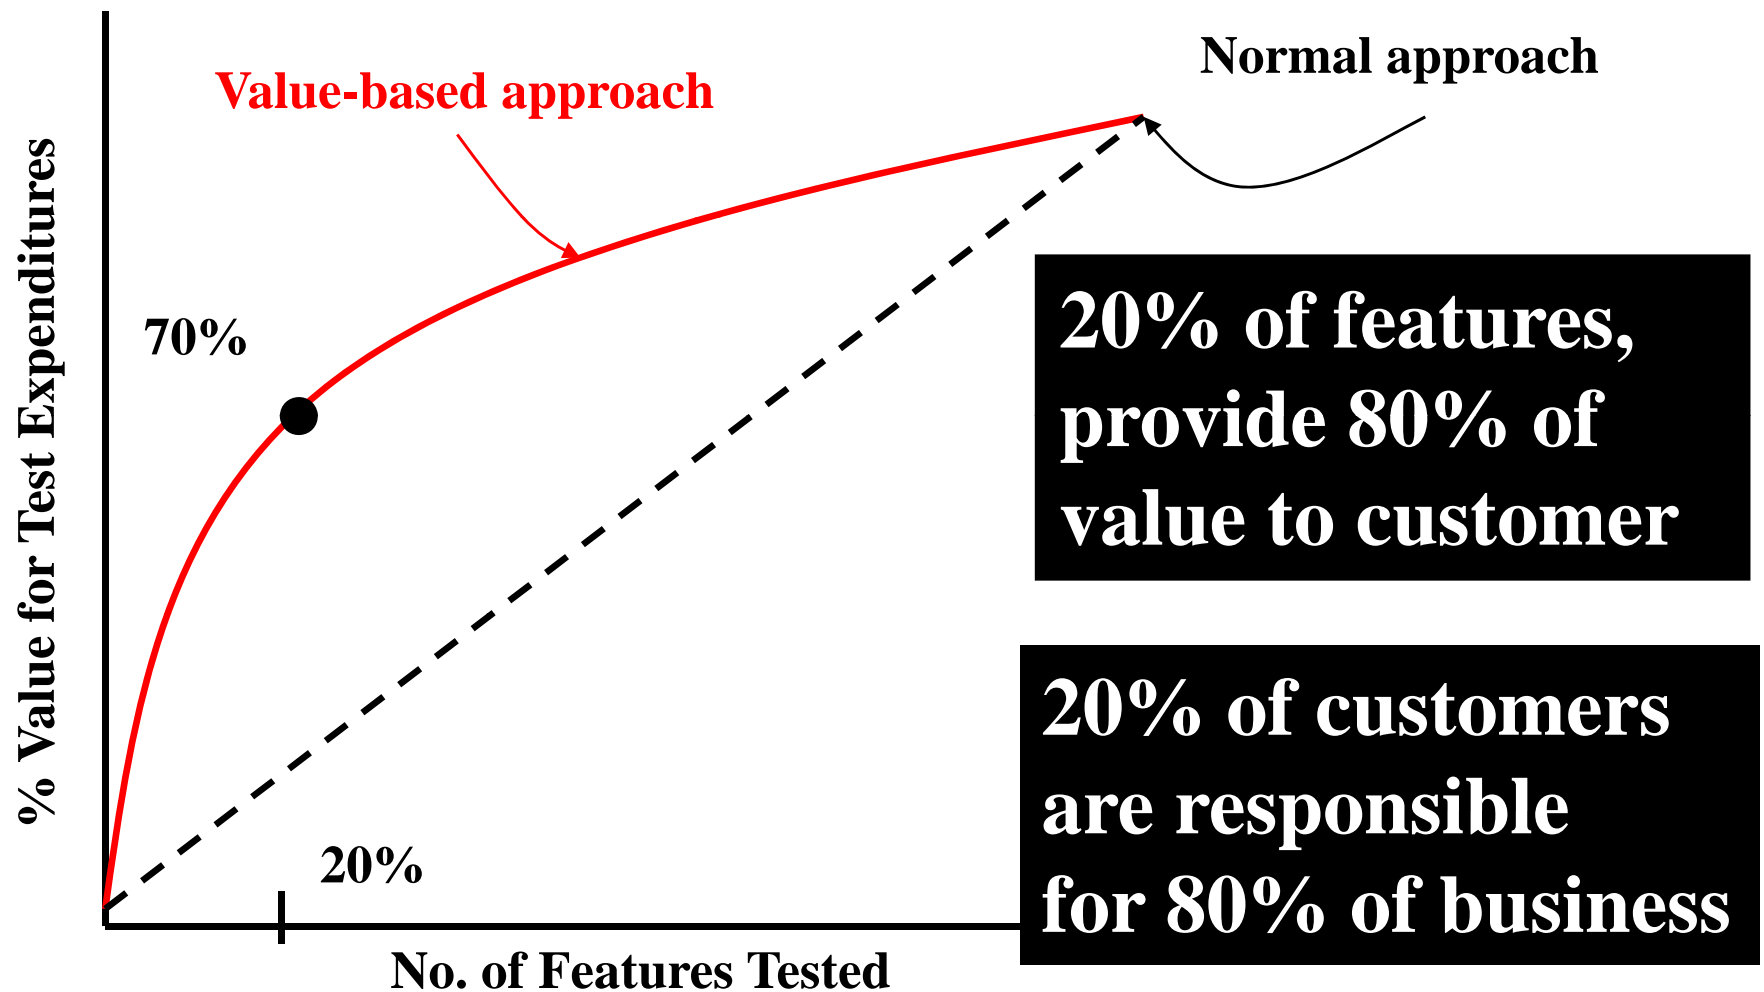 Normal approach
Value-based approach
% Value for Test Expenditures
70%
20% of features,
provide 80% of
value to customer
20% of customers
are responsible
for 80% of business
20%
No. of Features Tested